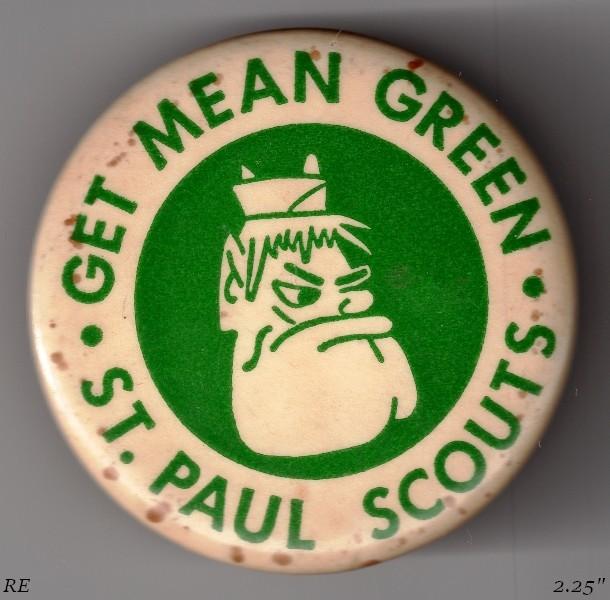 • GET MEAN GREEN •
ST. PAUL SCOUTS
RE
2.25"